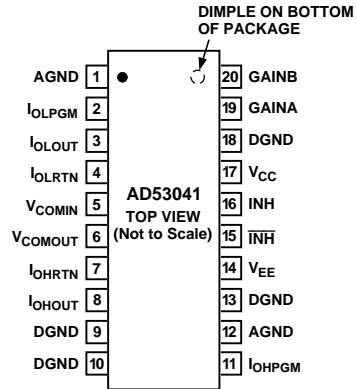 DIMPLE ON BOTTOM
OF PACKAGE
AGND 1
20 GAINB
IOLPGM 2
19 GAINA
IOLOUT 3
18 DGND
IOLRTN 4
17 VCC
VCOMIN 5
16 INH
VCOMOUT 6
15 I̅N̅H̅
IOHRTN 7
14 VEE
IOHOUT 8
13 DGND
DGND 9
12 AGND
DGND 10
11 IOHPGM
AD53041
TOP VIEW
(Not to Scale)